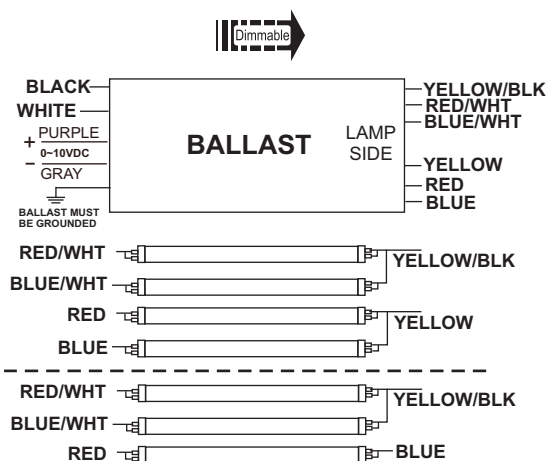 Dimmable
BLACK
WHITE
+ PURPLE
0~10VDC
− GRAY
BALLAST MUST
BE GROUNDED
BALLAST
LAMP
SIDE
YELLOW/BLK
RED/WHT
BLUE/WHT
YELLOW
RED
BLUE
RED/WHT
YELLOW/BLK
BLUE/WHT
RED
YELLOW
BLUE
RED/WHT
YELLOW/BLK
BLUE/WHT
RED
BLUE